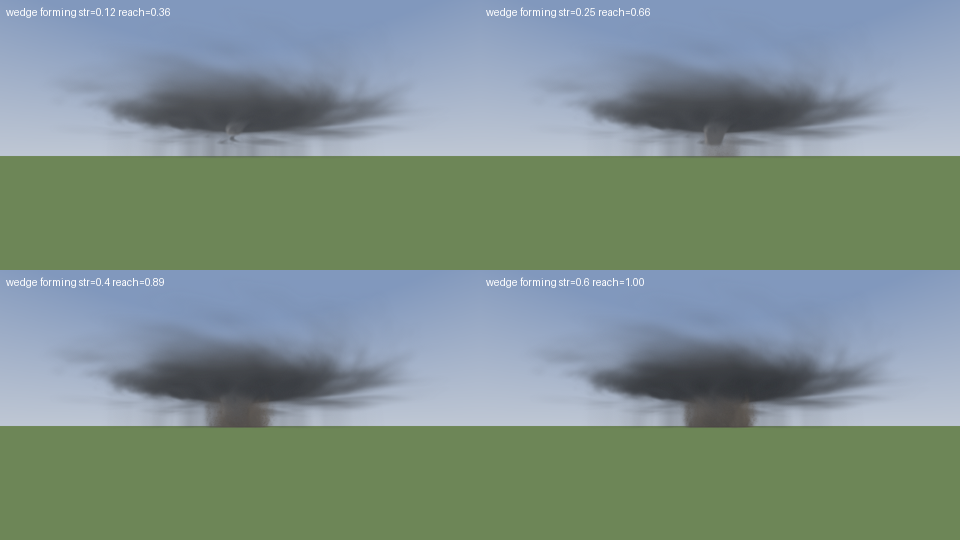 wedge forming str=0.12 reach=0.36
wedge forming str=0.25 reach=0.66
wedge forming str=0.4 reach=0.89
wedge forming str=0.6 reach=1.00